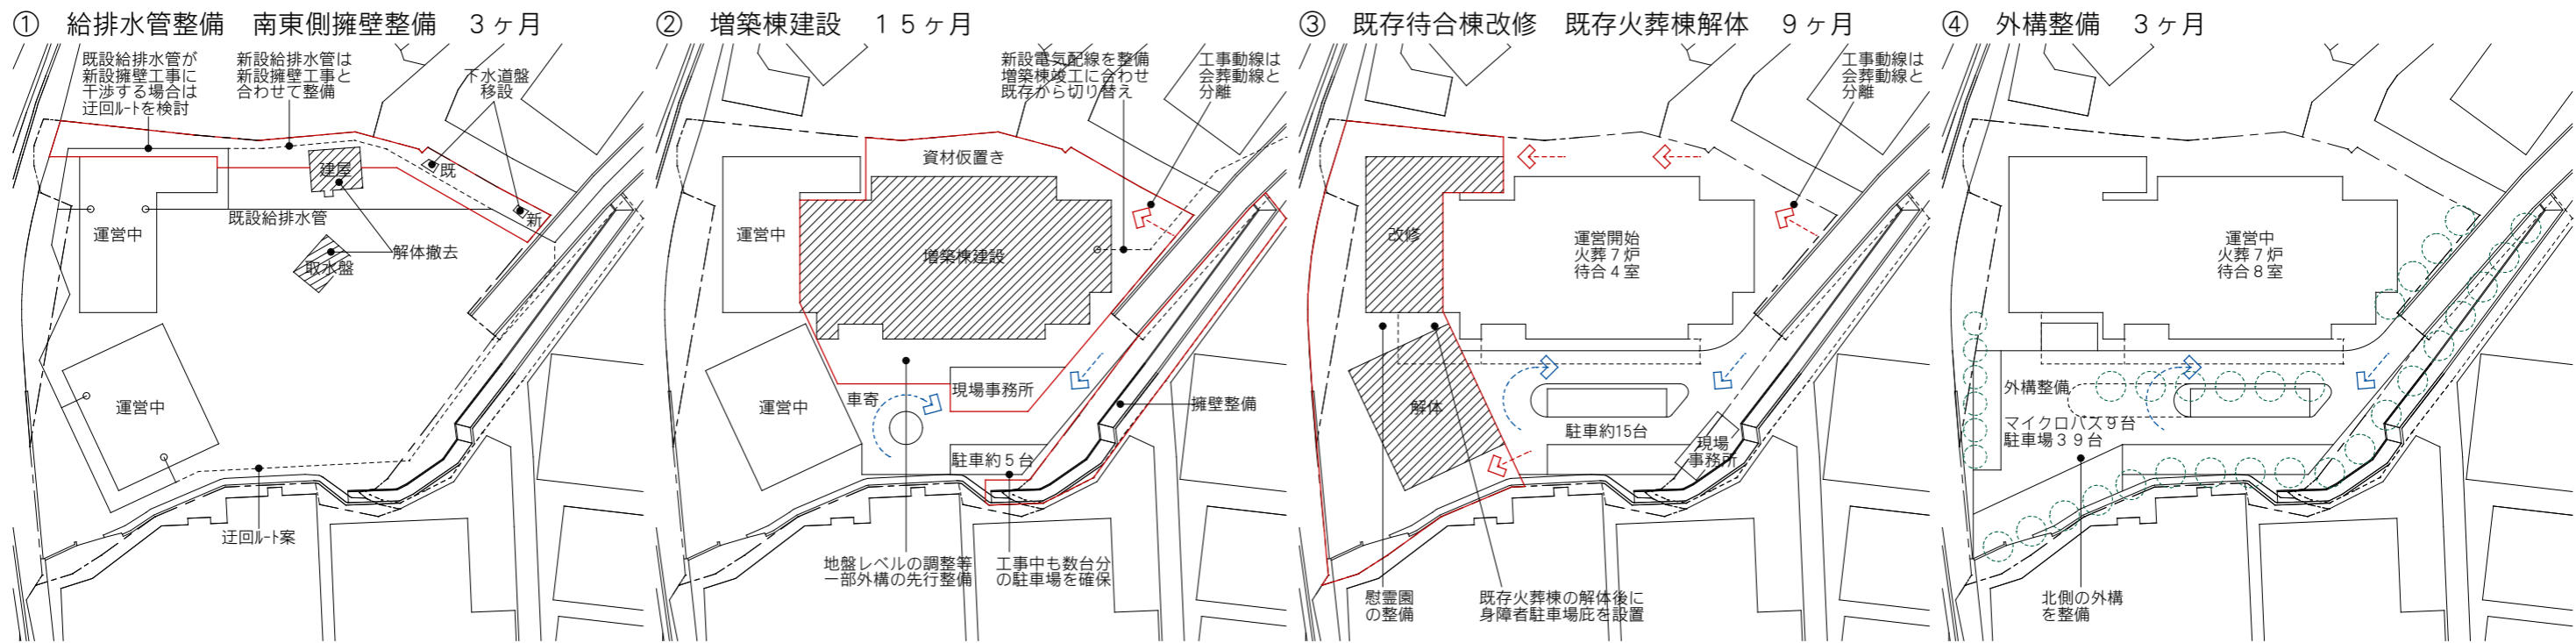 ① 給排水管整備 南東側擁壁整備 3ヶ月
既設給排水管が
新設擁壁工事に
干渉する場合は
迂回ルートを検討
新設給排水管は
新設擁壁工事と
合わせて整備
下水道盤
移設
建屋
既
新
運営中
既設給排水管
解体撤去
取水盤
運営中
迂回ルート案
② 増築棟建設 15ヶ月
新設電気配線を整備
増築棟竣工に合わせ
既存から切り替え
工事動線は
会葬動線と
分離
資材仮置き
運営中
増築棟建設
運営中
車寄
現場事務所
擁壁整備
駐車約5台
地盤レベルの調整等
一部外構の先行整備
工事中も数台分
の駐車場を確保
③ 既存待合棟改修 既存火葬棟解体 9ヶ月
工事動線は
会葬動線と
分離
改修
運営開始
火葬7炉
待合4室
解体
駐車約15台
現場
事務所
慰霊園
の整備
既存火葬棟の解体後に
身障者駐車場庇を設置
④ 外構整備 3ヶ月
運営中
火葬7炉
待合8室
外構整備
マイクロバス9台
駐車場39台
北側の外構
を整備